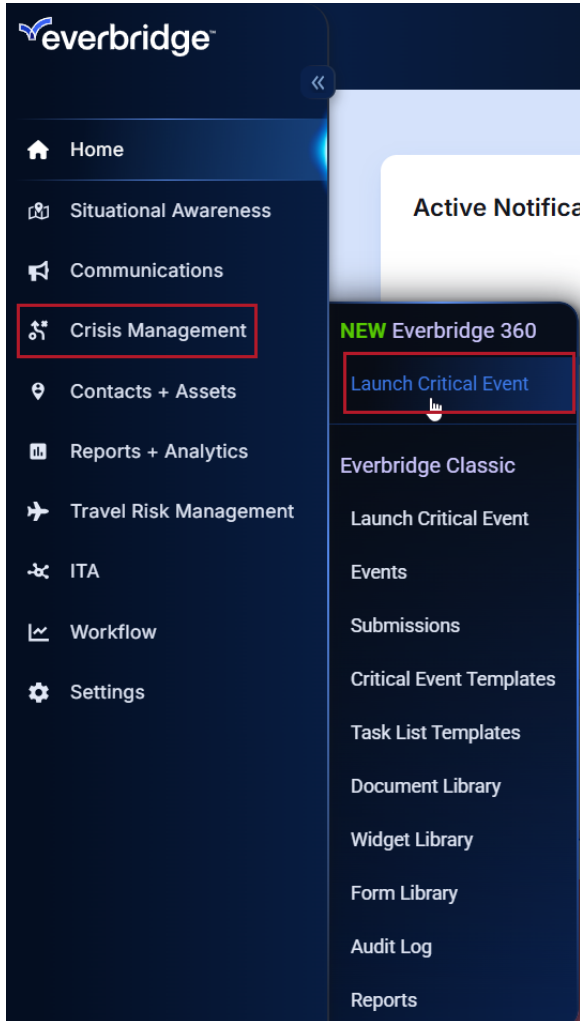 everbridge
Home
Situational Awareness
Communications
Crisis Management
Contacts + Assets
Reports + Analytics
Travel Risk Management
ITA
Workflow
Settings
Active Notifica
NEW Everbridge 360
Launch Critical Event
Everbridge Classic
Launch Critical Event
Events
Submissions
Critical Event Templates
Task List Templates
Document Library
Widget Library
Form Library
Audit Log
Reports